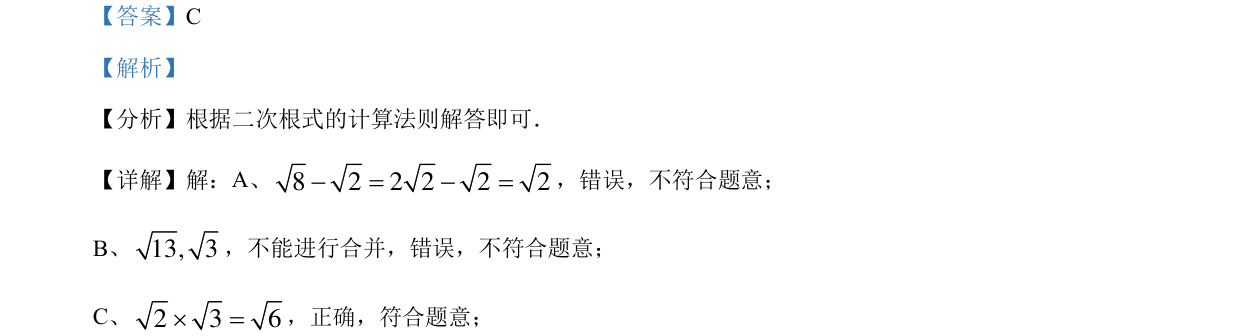 【答案】C
【解析】
【分析】根据二次根式的计算法则解答即可．
【详解】解：A、√8－√2＝2√2－√2＝√2，错误，不符合题意；
B、√13,√3，不能进行合并，错误，不符合题意；
C、√2×√3＝√6，正确，符合题意；